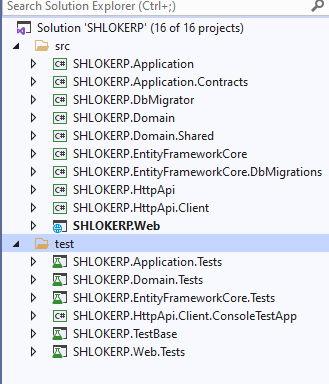 Search Solution Explorer (Ctrl+;)
Solution 'SHLOKERP' (16 of 16 projects)
src
C# SHLOKERP.Application
C# SHLOKERP.Application.Contracts
C# SHLOKERP.DbMigrator
C# SHLOKERP.Domain
C# SHLOKERP.Domain.Shared
C# SHLOKERP.EntityFrameworkCore
C# SHLOKERP.EntityFrameworkCore.DbMigrations
C# SHLOKERP.HttpApi
C# SHLOKERP.HttpApi.Client
SHLOKERP.Web
test
SHLOKERP.Application.Tests
SHLOKERP.Domain.Tests
SHLOKERP.EntityFrameworkCore.Tests
C# SHLOKERP.HttpApi.Client.ConsoleTestApp
SHLOKERP.TestBase
SHLOKERP.Web.Tests